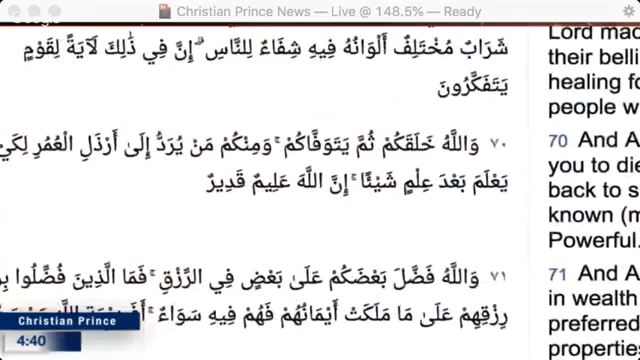 Christian Prince News — Live @ 148.5% — Ready
شَرَابٌ مُخْتَلِفٌ أَلْوَانُهُ فِيهِ شِفَاءٌ لِلنَّاسِ ۗ إِنَّ فِي ذَٰلِكَ لَآيَةً لِقَوْمٍ
يَتَفَكَّرُونَ
٧٠ وَاللَّهُ خَلَقَكُمْ ثُمَّ يَتَوَفَّاكُمْ ۚ وَمِنْكُمْ مَنْ يُرَدُّ إِلَىٰ أَرْذَلِ الْعُمُرِ لِكَيْ
يَعْلَمَ بَعْدَ عِلْمٍ شَيْئًا ۚ إِنَّ اللَّهَ عَلِيمٌ قَدِيرٌ
٧١ وَاللَّهُ فَضَّلَ بَعْضَكُمْ عَلَىٰ بَعْضٍ فِي الرِّزْقِ ۚ فَمَا الَّذِينَ فُضِّلُوا
رِزْقِهِمْ عَلَىٰ مَا مَلَكَتْ أَيْمَانُهُمْ فَهُمْ فِيهِ سَوَاءٌ ۚ
Lord mad
their belli
healing fo
people w
70 And A
you to die
back to s
known (m
Powerful.
71 And A
in wealth
preferred
propertie
Christian Prince
4:40